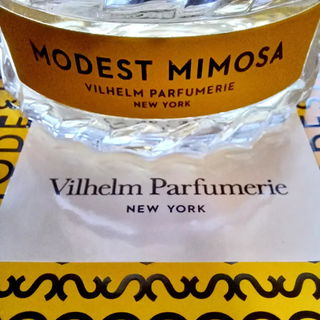 MODEST MIMOSA
VILHELM PARFUMERIE
NEW YORK
Vilhelm Parfumerie
NEW YORK